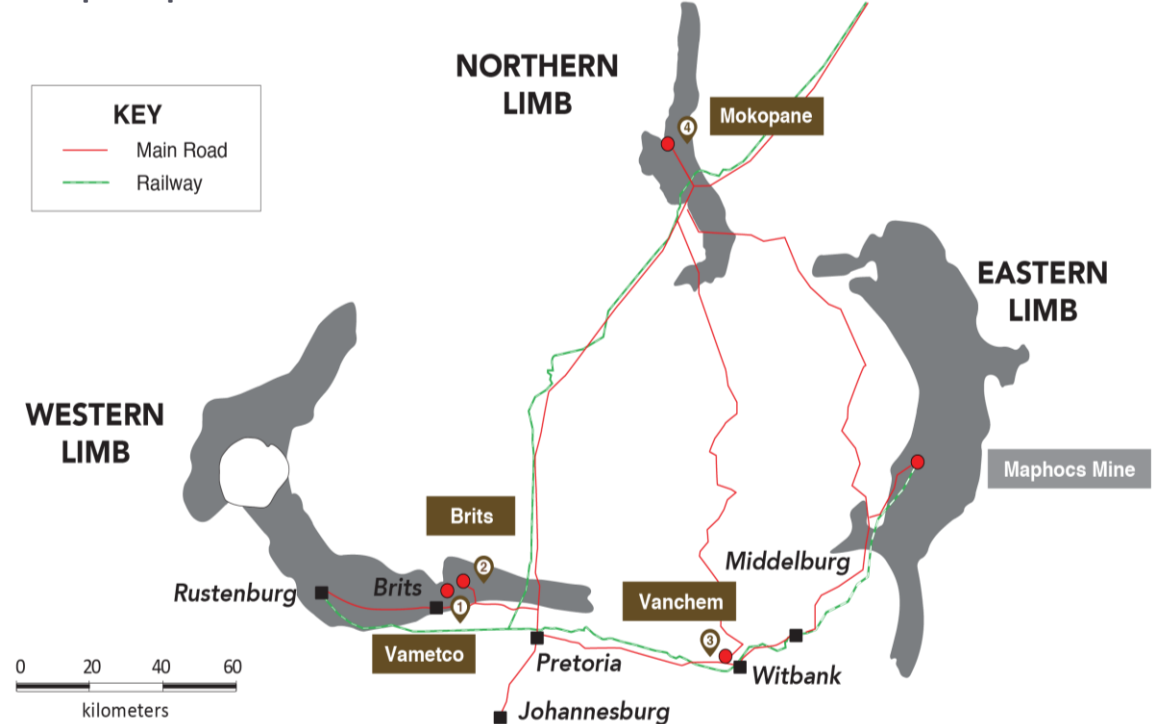 NORTHERN
LIMB
KEY
Main Road
Railway
Mokopane
4
EASTERN
LIMB
WESTERN
LIMB
Maphocs Mine
Brits
2
Middelburg
Rustenburg
Brits
1
Vanchem
3
Vametco
Pretoria
Witbank
0 20 40 60
kilometers
Johannesburg